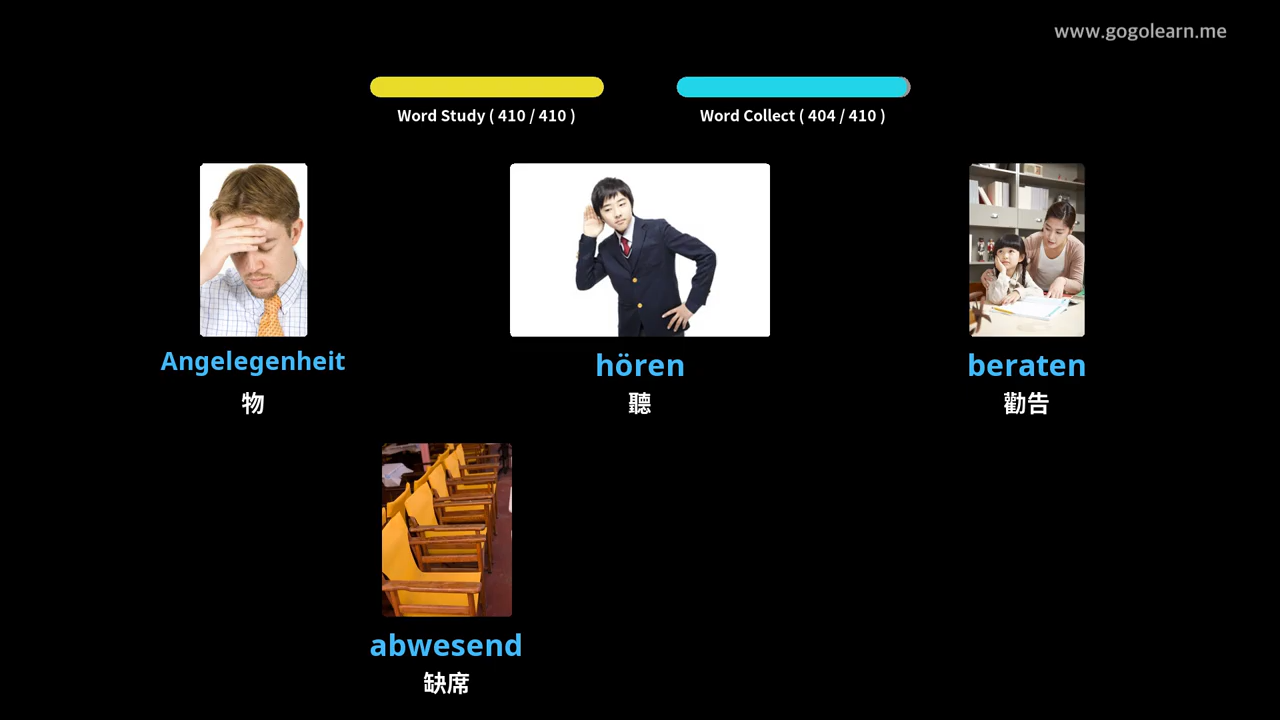 www.gogolearn.me
Word Study ( 410 / 410 )
Word Collect ( 404 / 410 )
Angelegenheit
物
hören
聽
beraten
勸告
abwesend
缺席